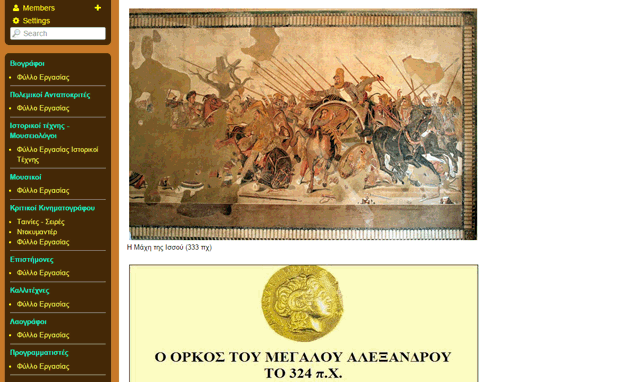 Members
Settings
Search
Βιογράφοι
Φύλλο Εργασίας
Πολεμικοί Ανταποκριτές
Φύλλο Εργασίας
Ιστορικοί τέχνης -
Μουσειολόγοι
Φύλλο Εργασίας Ιστορικοί
Τέχνης
Μουσικοί
Φύλλο Εργασίας
Κριτικοί Κινηματογράφου
Ταινίες - Σειρές
Ντοκυμαντέρ
Φύλλο Εργασίας
Επιστήμονες
Φύλλο Εργασίας
Καλλιτέχνες
Φύλλο Εργασίας
Λαογράφοι
Φύλλο Εργασίας
Προγραμματιστές
Φύλλο Εργασίας
Η Μάχη της Ισσού (333 πχ)
Ο ΟΡΚΟΣ ΤΟΥ ΜΕΓΑΛΟΥ ΑΛΕΞΑΝΔΡΟΥ
ΤΟ 324 π.Χ.